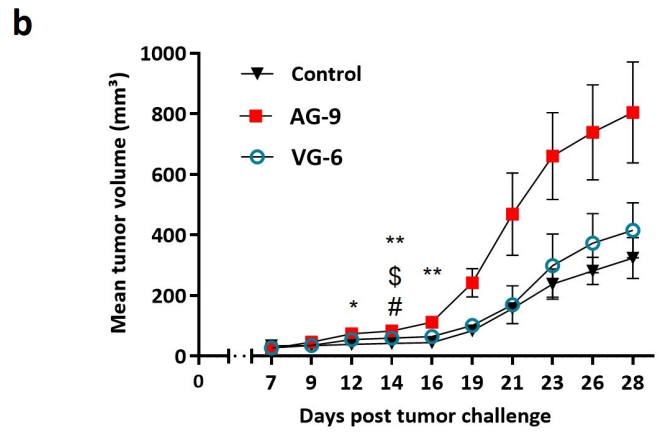 b
Mean tumor volume (mm³)
1000
800
600
400
200
0
Control
AG-9
VG-6
**
$
#
*
**
0 7 9 12 14 16 19 21 23 26 28
Days post tumor challenge